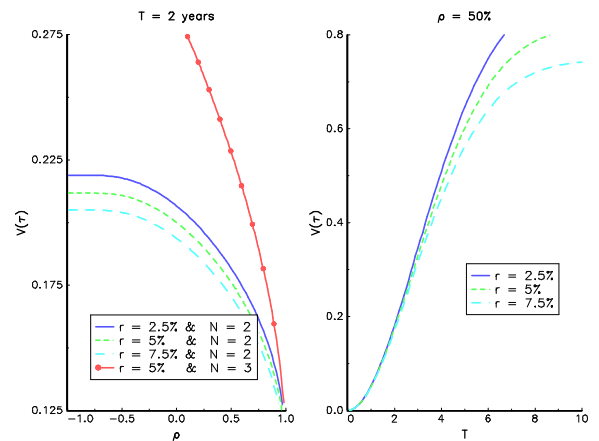 T = 2 years
0.275
0.225
0.175
0.125
V(τ)
-1.0
-0.5
0.0
0.5
1.0
ρ
r = 2.5% & N = 2
r = 5% & N = 2
r = 7.5% & N = 2
r = 5% & N = 3
ρ = 50%
0.8
0.6
0.4
0.2
0.0
V(τ)
0
2
4
6
8
10
T
r = 2.5%
r = 5%
r = 7.5%